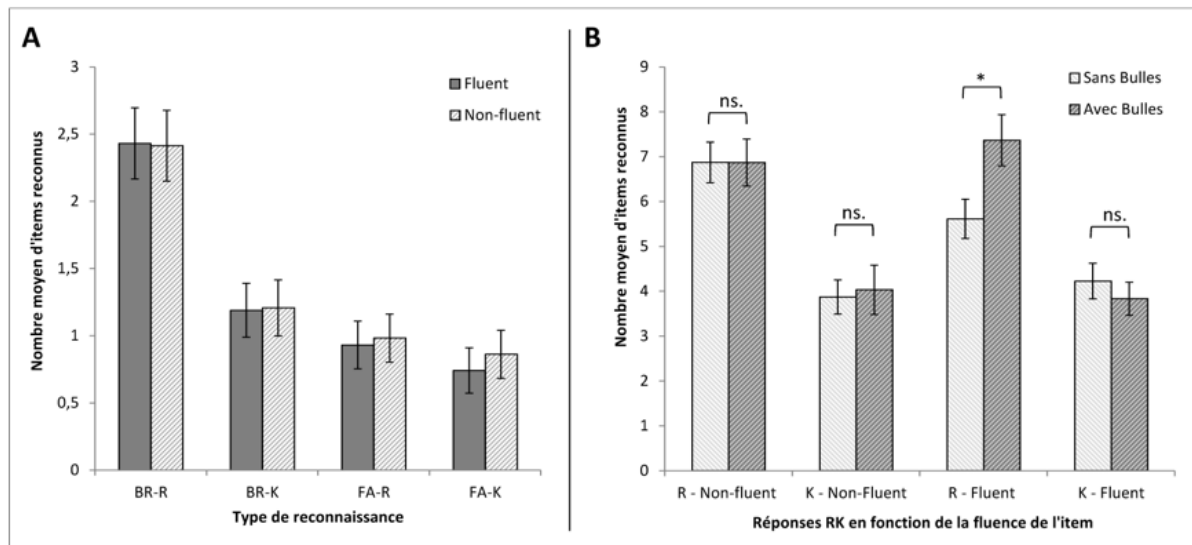 A
Nombre moyen d'items reconnus
3
2,5
2
1,5
1
0,5
0
Fluent
Non-fluent
BR-R BR-K FA-R FA-K
Type de reconnaissance
B
Nombre moyen d'items reconnus
9
8
7
6
5
4
3
2
1
0
Sans Bulles
Avec Bulles
ns.
ns.
*
ns.
R - Non-fluent K - Non-Fluent R - Fluent K - Fluent
Réponses RK en fonction de la fluence de l'item